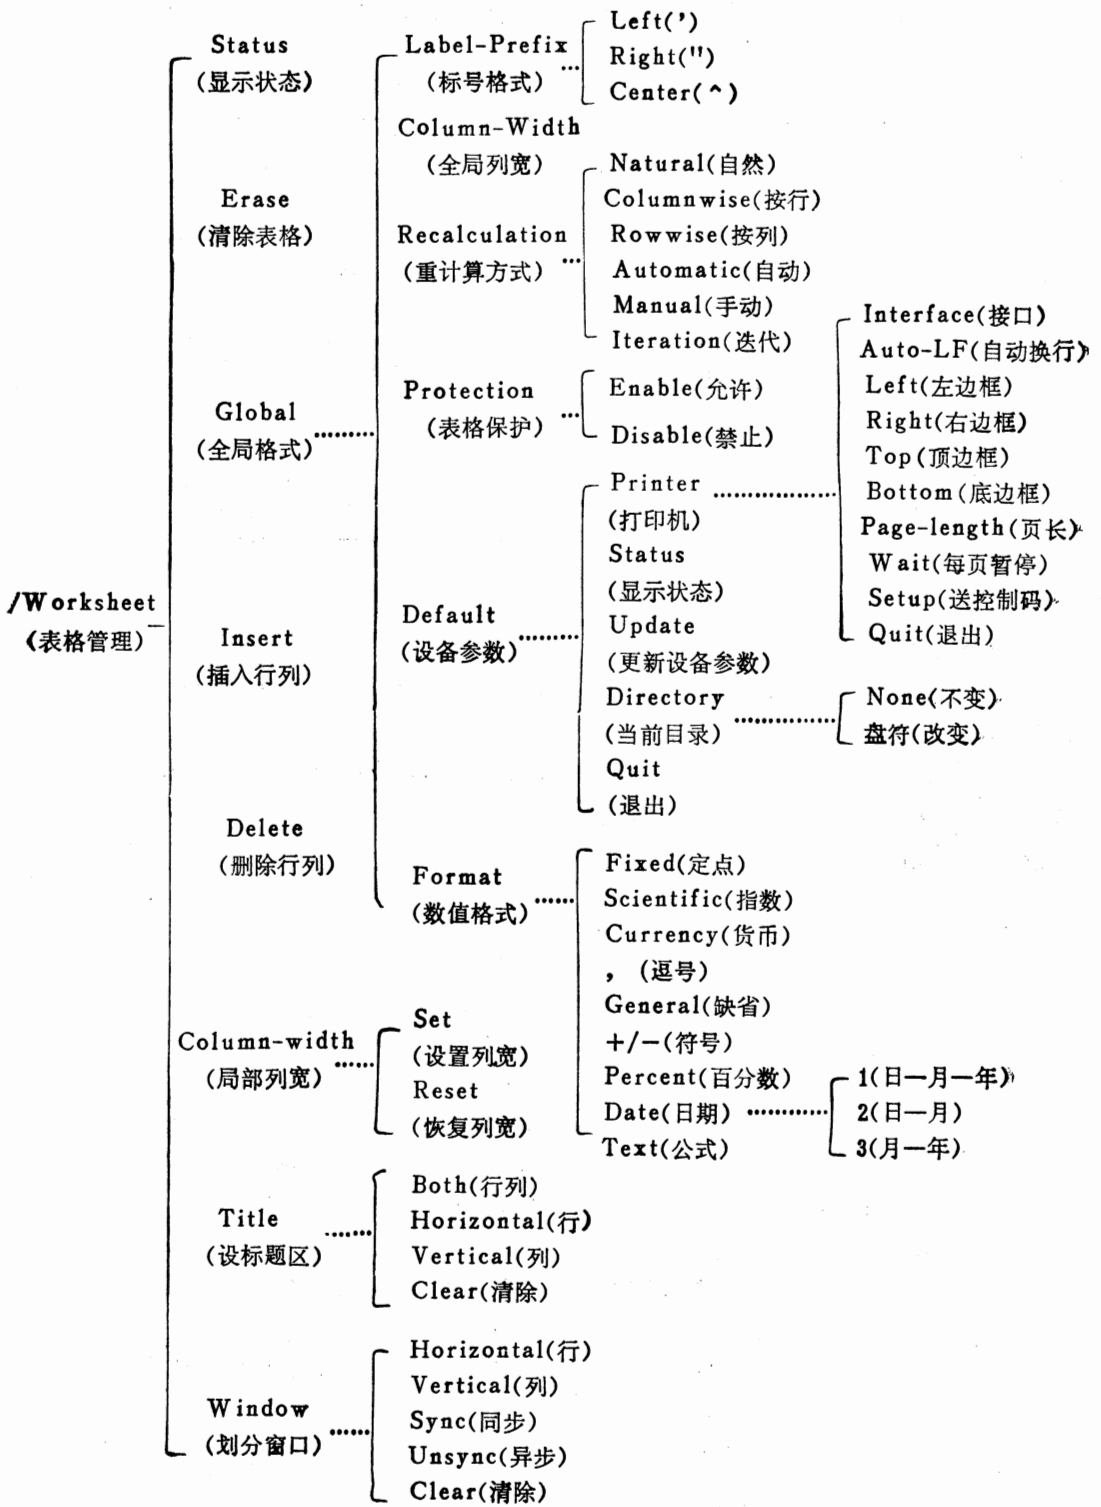 /Worksheet
(表格管理)
Status
(显示状态)
Erase
(清除表格)
Global
(全局格式)
Label-Prefix
(标号格式)
Left(')
Right(")
Center(^)
Column-Width
(全局列宽)
Recalculation
(重计算方式)
Natural(自然)
Columnwise(按行)
Rowwise(按列)
Automatic(自动)
Manual(手动)
Iteration(迭代)
Protection
(表格保护)
Enable(允许)
Disable(禁止)
Default
(设备参数)
Printer
(打印机)
Interface(接口)
Auto-LF(自动换行)
Left(左边框)
Right(右边框)
Top(顶边框)
Bottom(底边框)
Page-length(页长)
Wait(每页暂停)
Setup(送控制码)
Quit(退出)
Status
(显示状态)
Update
(更新设备参数)
Directory
(当前目录)
None(不变)
盘符(改变)
Quit
(退出)
Format
(数值格式)
Fixed(定点)
Scientific(指数)
Currency(货币)
, (逗号)
General(缺省)
+/-(符号)
Percent(百分数)
Date(日期)
1(日—月—年)
2(日—月)
3(月—年)
Text(公式)
Insert
(插入行列)
Delete
(删除行列)
Column-width
(局部列宽)
Set
(设置列宽)
Reset
(恢复列宽)
Title
(设标题区)
Both(行列)
Horizontal(行)
Vertical(列)
Clear(清除)
Window
(划分窗口)
Horizontal(行)
Vertical(列)
Sync(同步)
Unsync(异步)
Clear(清除)